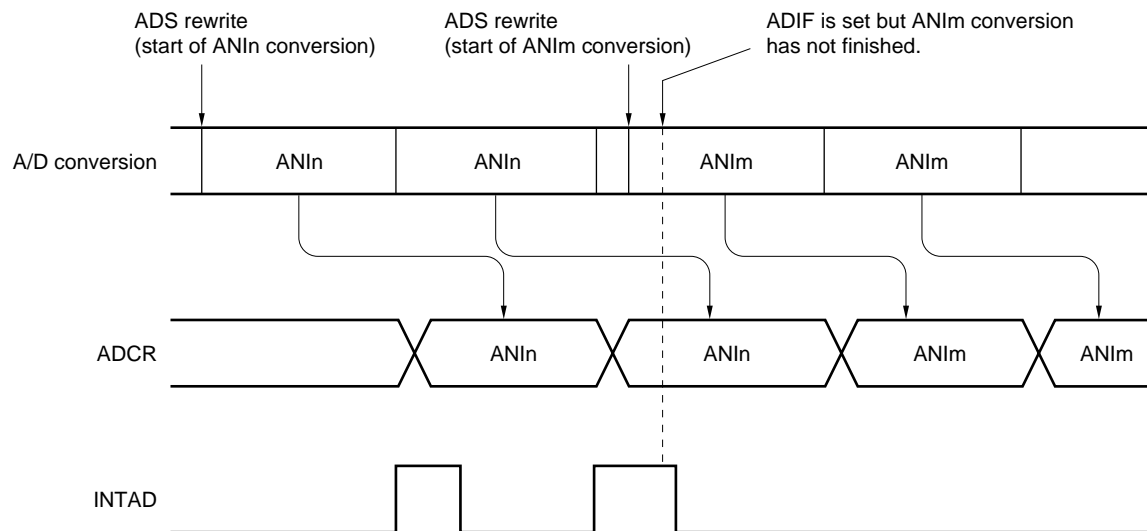 ADS rewrite
(start of ANIn conversion)
ADS rewrite
(start of ANIm conversion)
ADIF is set but ANIm conversion
has not finished.
A/D conversion
ANIn
ANIn
ANIm
ANIm
ADCR
ANIn
ANIn
ANIm
ANIm
INTAD